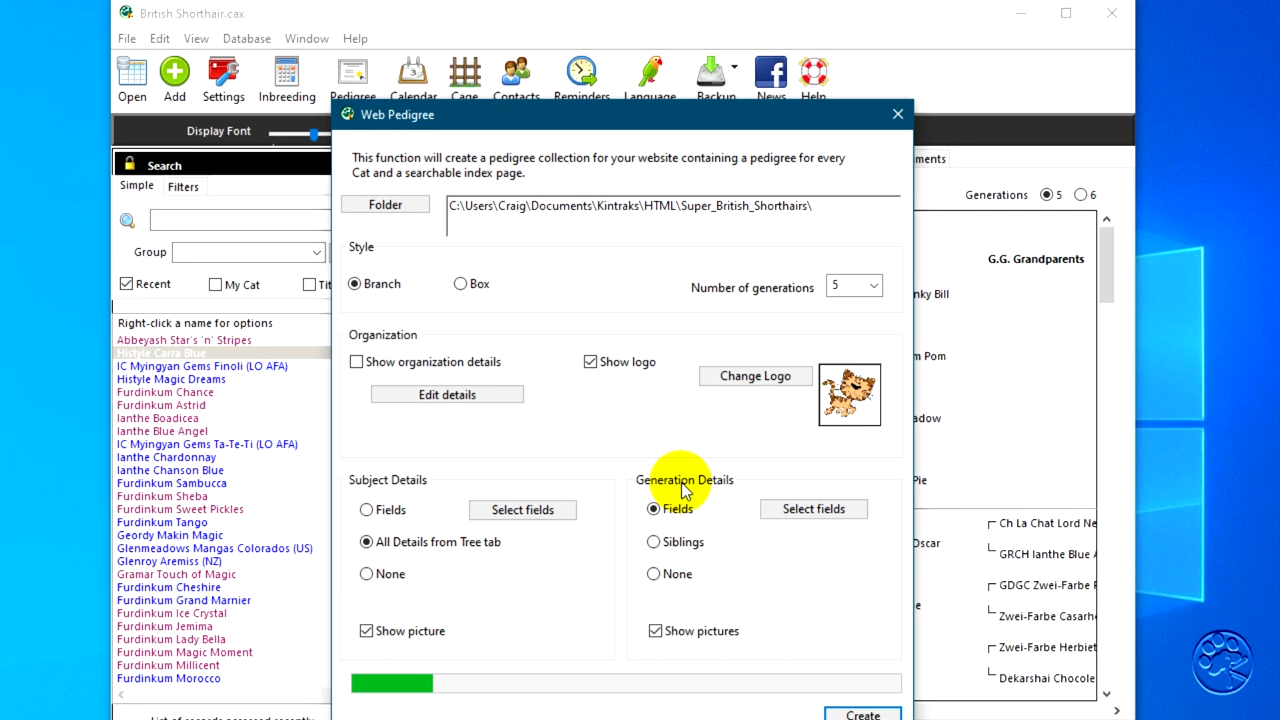 British Shorthair.cax
File Edit View Database Window Help
Open Add Settings Inbreeding Pedigree Calendar Cage Contacts Reminders Language Backup News Help
Display Font
Web Pedigree
This function will create a pedigree collection for your website containing a pedigree for every
Cat and a searchable index page.
Folder C:\Users\Craig\Documents\Kintraks\HTML\Super_British_Shorthairs\
Style
Branch Box Number of generations 5
Organization
Show organization details Show logo Change Logo
Edit details
Subject Details
Fields Select fields
All Details from Tree tab
None
Show picture
Generation Details
Fields Select fields
Siblings
None
Show pictures
Create
Search
Simple Filters
Group
Recent My Cat Tit
Right-click a name for options
Abbeyash Star's 'n' Stripes
Histyle Carra Blue
IC Myingyan Gems Finoli (LO AFA)
Histyle Magic Dreams
Furdinkum Chance
Furdinkum Astrid
Ianthe Boadicea
Ianthe Blue Angel
IC Myingyan Gems Ta-Te-Ti (LO AFA)
Ianthe Chardonnay
Ianthe Chanson Blue
Furdinkum Sambucca
Furdinkum Sheba
Furdinkum Sweet Pickles
Furdinkum Tango
Geordy Makin Magic
Glenmeadows Mangas Colorados (US)
Glenroy Aremiss (NZ)
Gramar Touch of Magic
Furdinkum Cheshire
Furdinkum Grand Marnier
Furdinkum Ice Crystal
Furdinkum Jemima
Furdinkum Lady Bella
Furdinkum Magic Moment
Furdinkum Millicent
Furdinkum Morocco
List of records accessed recently
ments
Generations 5 6
G.G. Grandparents
nky Bill
m Pom
adow
Pie
Ch La Chat Lord Ne
Oscar
GRCH Ianthe Blue A
GDGC Zwei-Farbe F
e
Zwei-Farbe Casarh
Zwei-Farbe Herbiet
Dekarshai Chocole